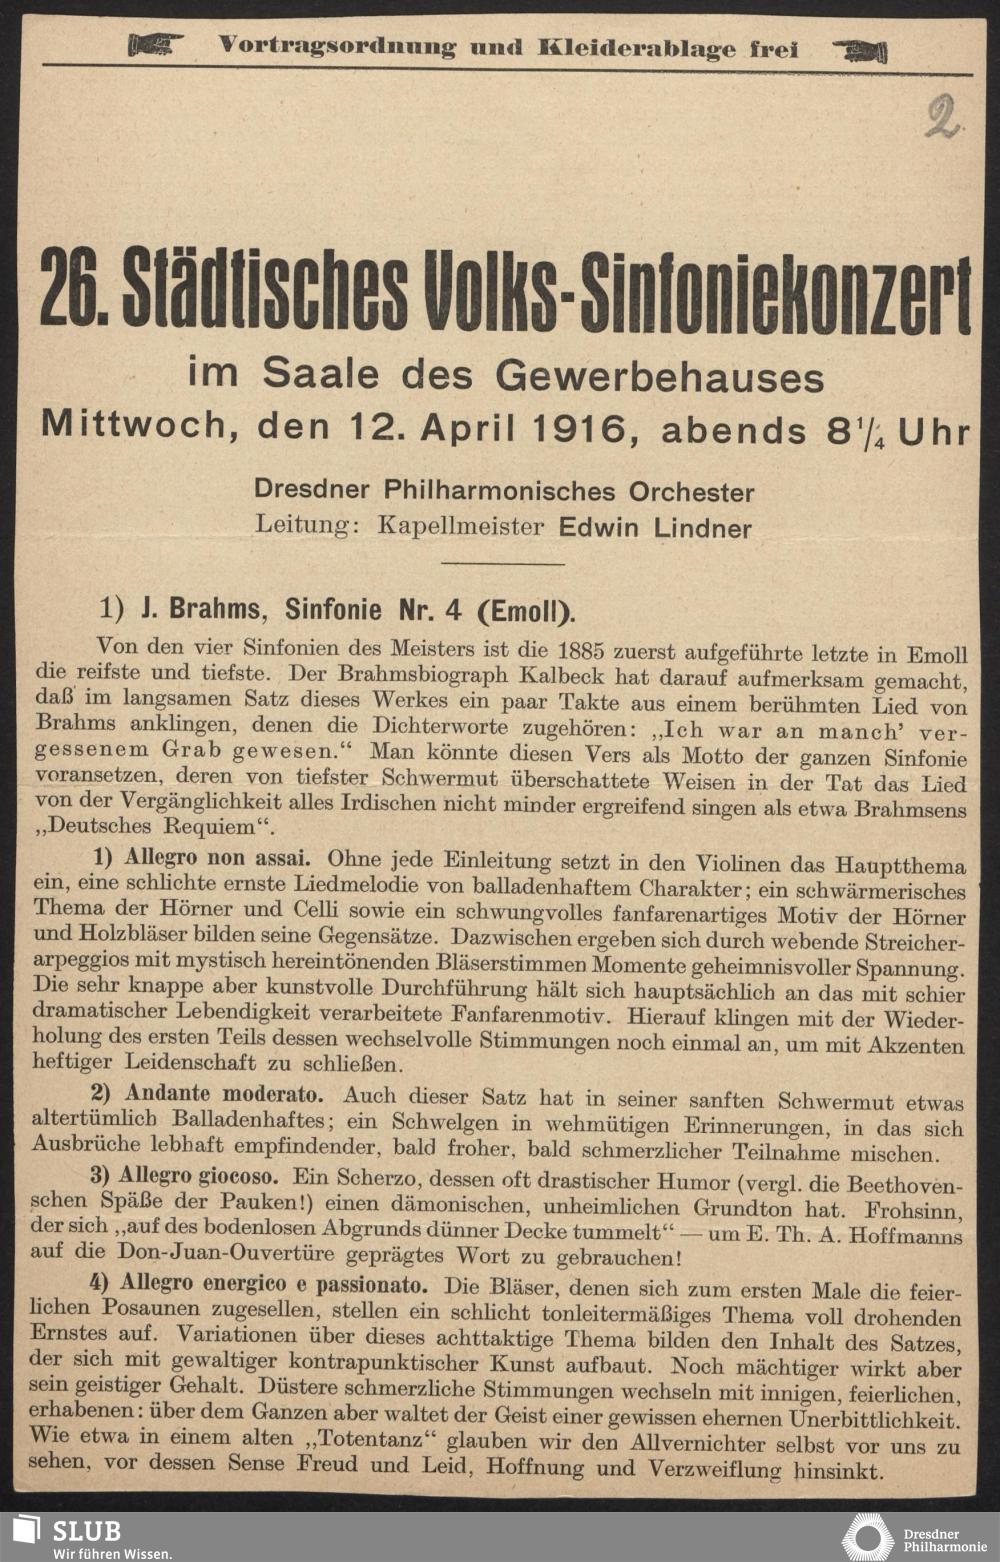 Vortragsordnung und Kleiderablage frei
2.
26. Städtisches Volks-Sinfoniekonzert
im Saale des Gewerbehauses
Mittwoch, den 12. April 1916, abends 8¹/₄ Uhr
Dresdner Philharmonisches Orchester
Leitung: Kapellmeister Edwin Lindner
1) J. Brahms, Sinfonie Nr. 4 (Emoll).
Von den vier Sinfonien des Meisters ist die 1885 zuerst aufgeführte letzte in Emoll
die reifste und tiefste. Der Brahmsbiograph Kalbeck hat darauf aufmerksam gemacht,
daß im langsamen Satz dieses Werkes ein paar Takte aus einem berühmten Lied von
Brahms anklingen, denen die Dichterworte zugehören: „Ich war an manch' ver-
gessenem Grab gewesen.“ Man könnte diesen Vers als Motto der ganzen Sinfonie
voransetzen, deren von tiefster Schwermut überschattete Weisen in der Tat das Lied
von der Vergänglichkeit alles Irdischen nicht minder ergreifend singen als etwa Brahmsens
„Deutsches Requiem“.
1) Allegro non assai. Ohne jede Einleitung setzt in den Violinen das Hauptthema
ein, eine schlichte ernste Liedmelodie von balladenhaftem Charakter; ein schwärmerisches
Thema der Hörner und Celli sowie ein schwungvolles fanfarenartiges Motiv der Hörner
und Holzbläser bilden seine Gegensätze. Dazwischen ergeben sich durch webende Streicher-
arpeggios mit mystisch hereintönenden Bläserstimmen Momente geheimnisvoller Spannung.
Die sehr knappe aber kunstvolle Durchführung hält sich hauptsächlich an das mit schier
dramatischer Lebendigkeit verarbeitete Fanfarenmotiv. Hierauf klingen mit der Wieder-
holung des ersten Teils dessen wechselvolle Stimmungen noch einmal an, um mit Akzenten
heftiger Leidenschaft zu schließen.
2) Andante moderato. Auch dieser Satz hat in seiner sanften Schwermut etwas
altertümlich Balladenhaftes; ein Schwelgen in wehmütigen Erinnerungen, in das sich
Ausbrüche lebhaft empfindender, bald froher, bald schmerzlicher Teilnahme mischen.
3) Allegro giocoso. Ein Scherzo, dessen oft drastischer Humor (vergl. die Beethoven-
schen Späße der Pauken!) einen dämonischen, unheimlichen Grundton hat. Frohsinn,
der sich „auf des bodenlosen Abgrunds dünner Decke tummelt“ — um E. Th. A. Hoffmanns
auf die Don-Juan-Ouvertüre geprägtes Wort zu gebrauchen!
4) Allegro energico e passionato. Die Bläser, denen sich zum ersten Male die feier-
lichen Posaunen zugesellen, stellen ein schlicht tonleitermäßiges Thema voll drohenden
Ernstes auf. Variationen über dieses achttaktige Thema bilden den Inhalt des Satzes,
der sich mit gewaltiger kontrapunktischer Kunst aufbaut. Noch mächtiger wirkt aber
sein geistiger Gehalt. Düstere schmerzliche Stimmungen wechseln mit innigen, feierlichen,
erhabenen: über dem Ganzen aber waltet der Geist einer gewissen ehernen Unerbittlichkeit.
Wie etwa in einem alten „Totentanz“ glauben wir den Allvernichter selbst vor uns zu
sehen, vor dessen Sense Freud und Leid, Hoffnung und Verzweiflung hinsinkt.
SLUB
Wir führen Wissen.
Dresdner
Philharmonie